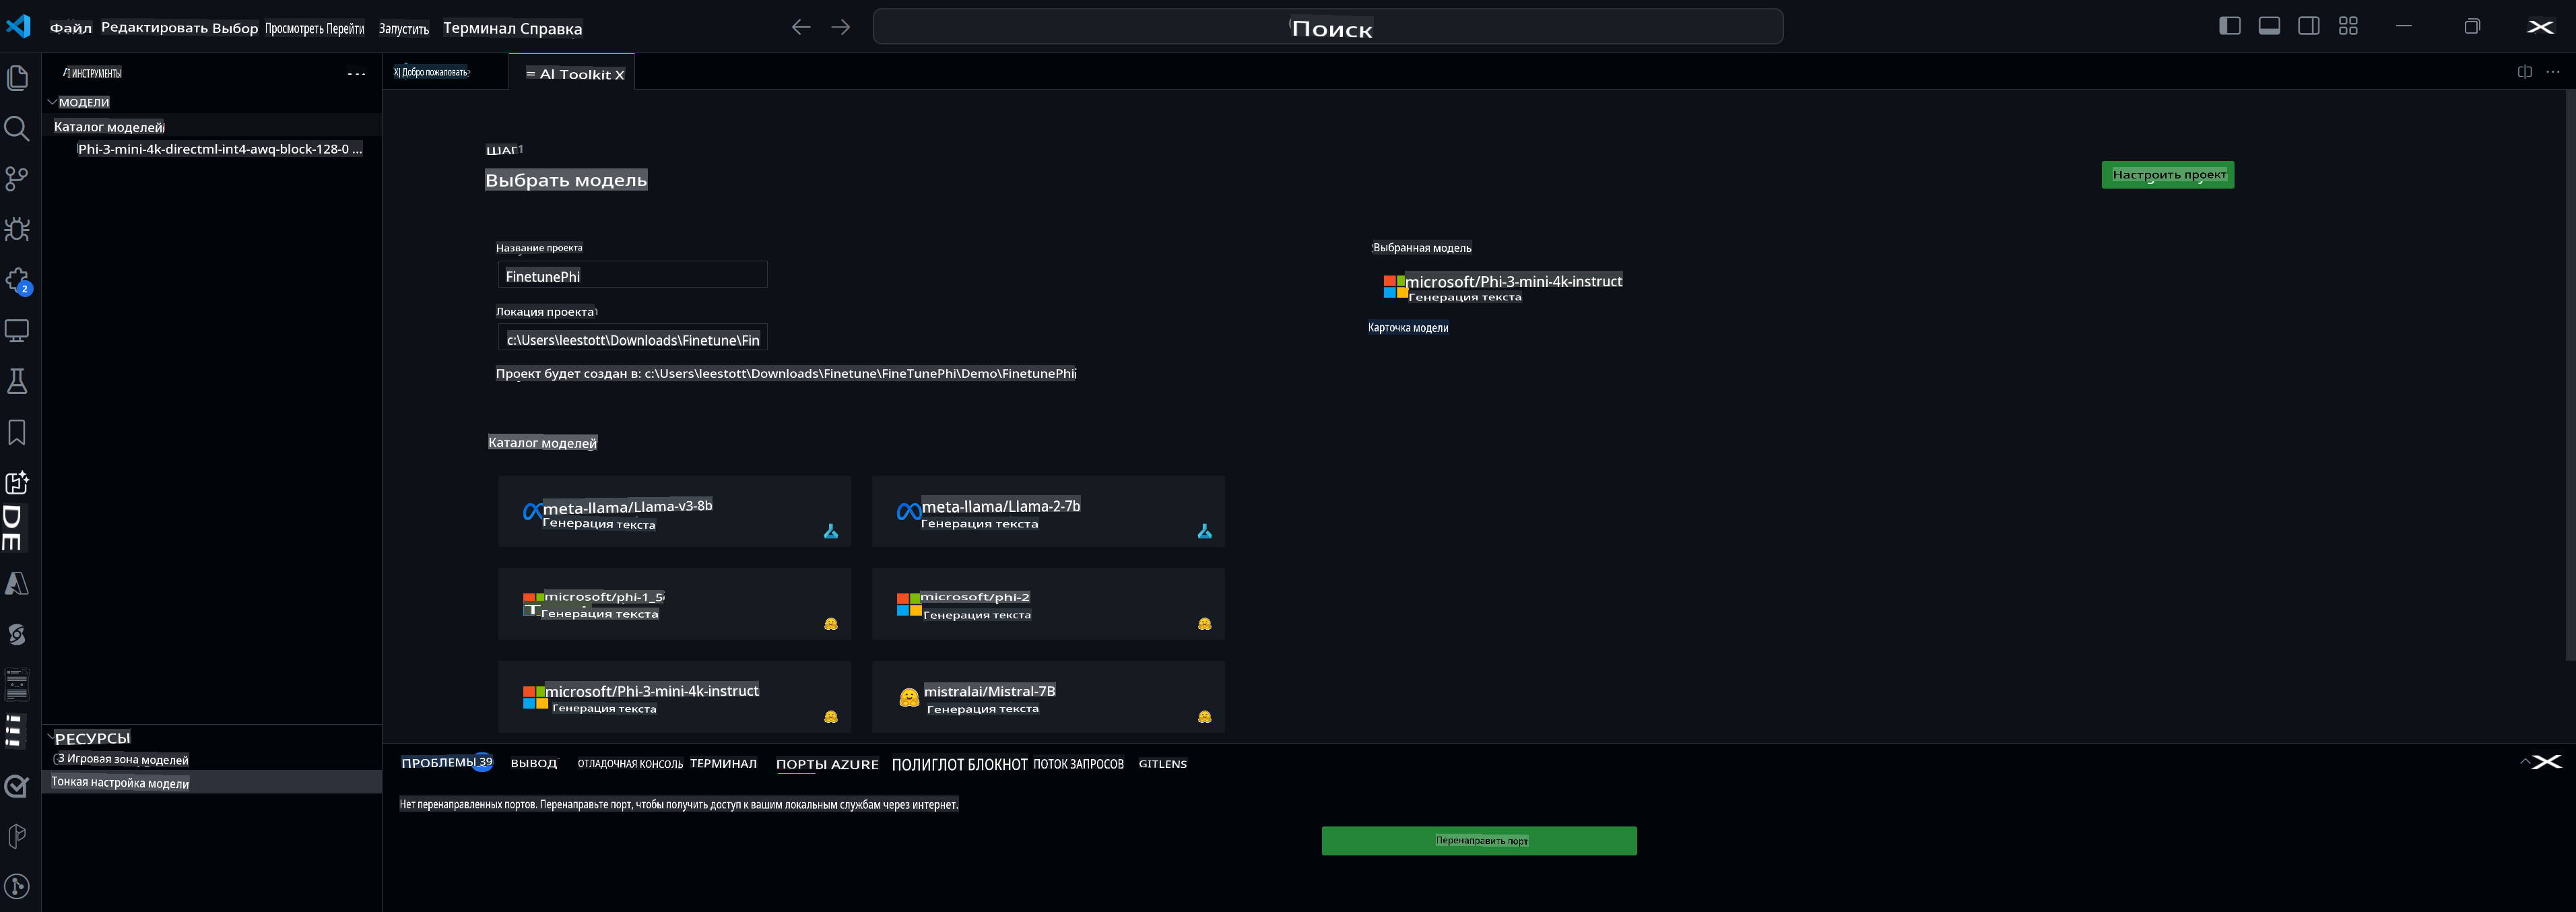 Файл Редактировать Выбор Просмотреть Перейти Запустить Терминал Справка
Поиск
ИНСТРУМЕНТЫ
МОДЕЛИ
Каталог моделей
Phi-3-mini-4k-directml-int4-awq-block-128-0 ...
РЕСУРСЫ
3 Игровая зона моделей
Тонкая настройка модели
2
DE
X] Добро пожаловать
= AI Toolkit X
ШАГ 1
Выбрать модель
Настроить проект
Название проекта
FinetunePhi
Локация проекта
c:\Users\leestott\Downloads\Finetune\Fin
Проект будет создан в: c:\Users\leestott\Downloads\Finetune\FineTunePhi\Demo\FinetunePhi
Выбранная модель
microsoft/Phi-3-mini-4k-instruct
Генерация текста
Карточка модели
Каталог моделей
meta-llama/Llama-v3-8b
Генерация текста
meta-llama/Llama-2-7b
Генерация текста
microsoft/phi-1_5
Генерация текста
microsoft/phi-2
Генерация текста
microsoft/Phi-3-mini-4k-instruct
Генерация текста
mistralai/Mistral-7B
Генерация текста
ПРОБЛЕМЫ 39 ВЫВОД ОТЛАДОЧНАЯ КОНСОЛЬ ТЕРМИНАЛ ПОРТЫ AZURE ПОЛИГЛОТ БЛОКНОТ ПОТОК ЗАПРОСОВ GITLENS
Нет перенаправленных портов. Перенаправьте порт, чтобы получить доступ к вашим локальным службам через интернет.
Перенаправить порт